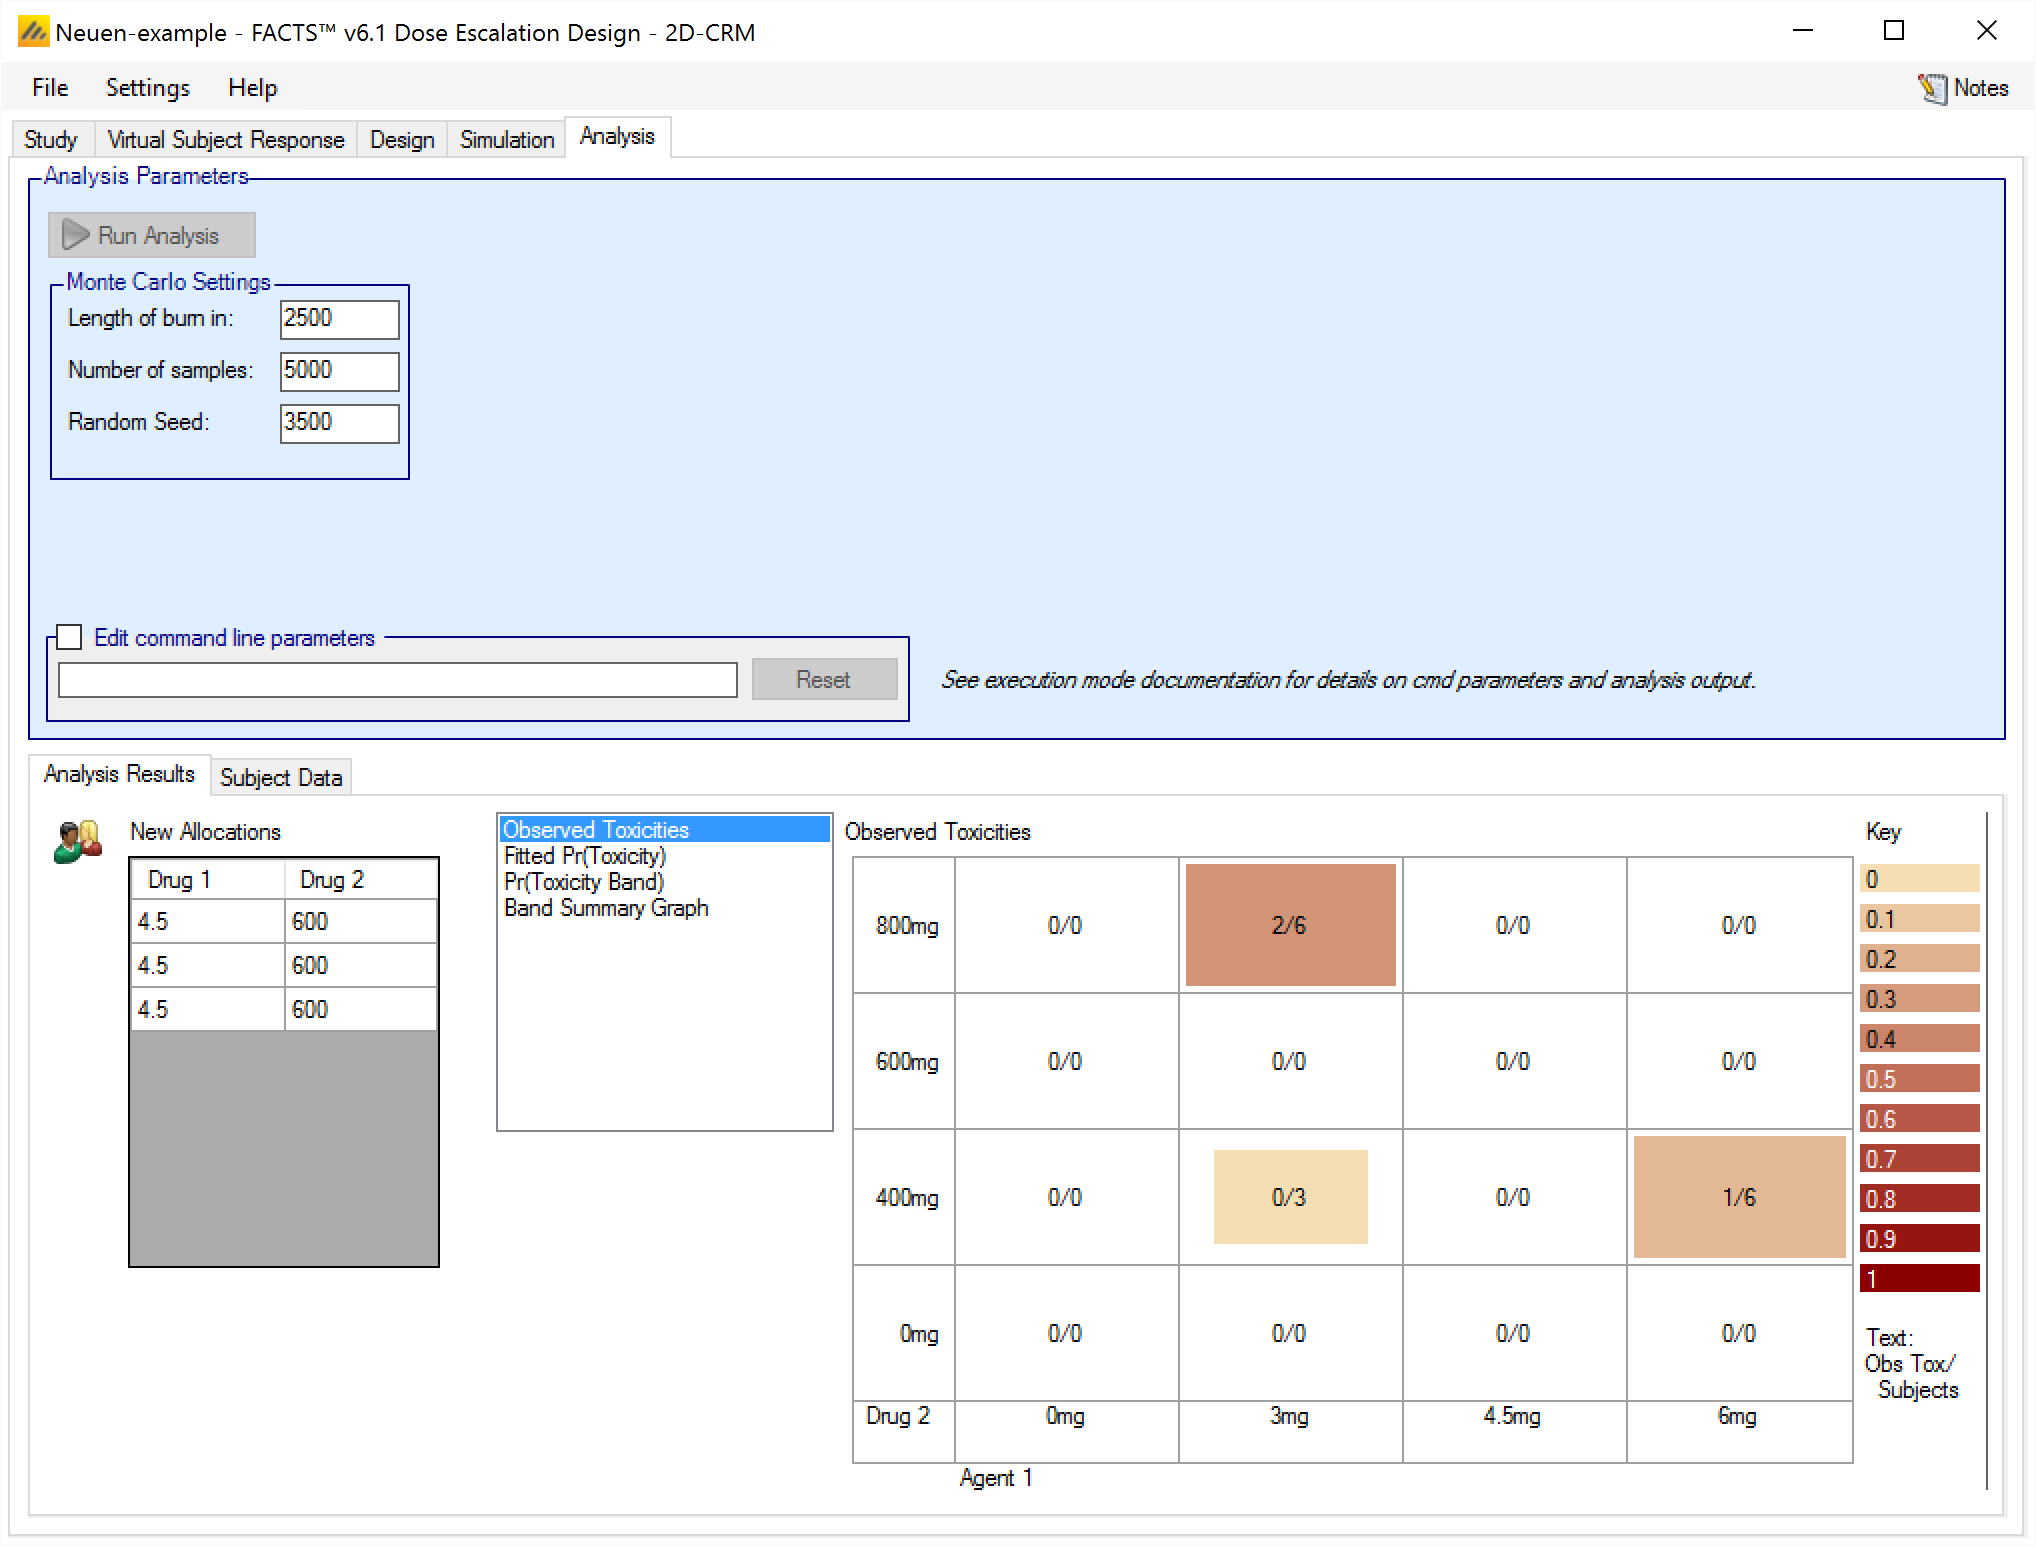 Neuen-example - FACTS™ v6.1 Dose Escalation Design - 2D-CRM
File Settings Help Notes
Study Virtual Subject Response Design Simulation Analysis
Analysis Parameters
Run Analysis
Monte Carlo Settings
Length of burn in: 2500
Number of samples: 5000
Random Seed: 3500
Edit command line parameters
Reset See execution mode documentation for details on cmd parameters and analysis output.
Analysis Results Subject Data
New Allocations
Drug 1 Drug 2
4.5 600
4.5 600
4.5 600
Observed Toxicities
Fitted Pr(Toxicity)
Pr(Toxicity Band)
Band Summary Graph
Observed Toxicities
800mg 0/0 2/6 0/0 0/0
600mg 0/0 0/0 0/0 0/0
400mg 0/0 0/3 0/0 1/6
0mg 0/0 0/0 0/0 0/0
Drug 2 0mg 3mg 4.5mg 6mg
Agent 1
Key
0
0.1
0.2
0.3
0.4
0.5
0.6
0.7
0.8
0.9
1
Text:
Obs Tox/
Subjects